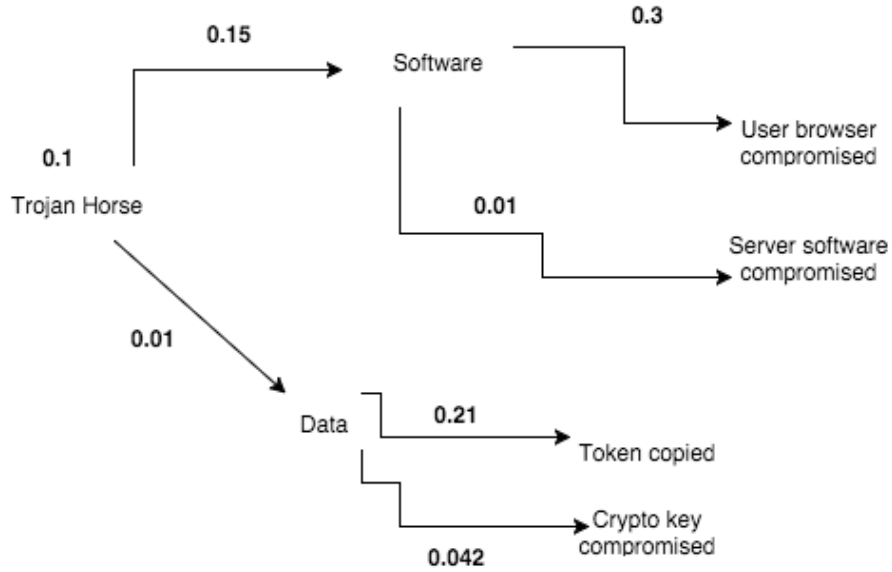 0.15
0.3
Software
User browser
compromised
0.1
Trojan Horse
0.01
Server software
compromised
0.01
Data
0.21
Token copied
Crypto key
compromised
0.042